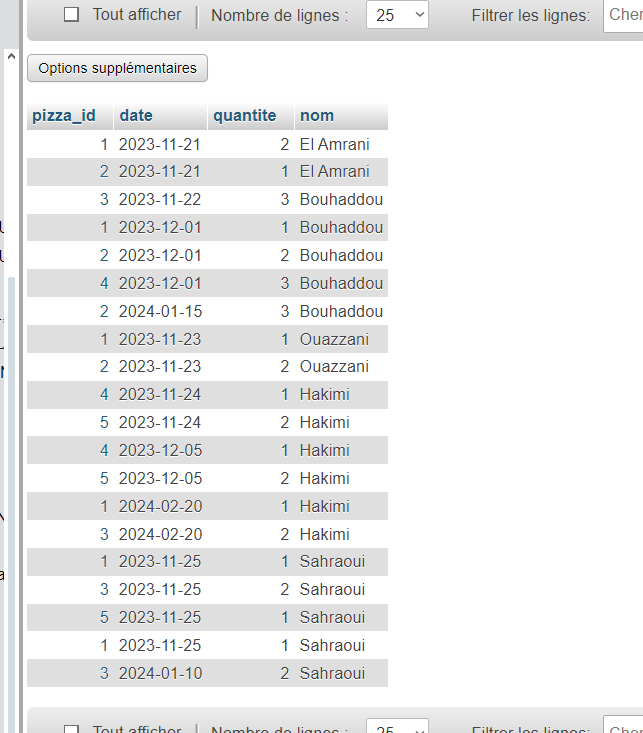 Tout afficher | Nombre de lignes : 25 Filtrer les lignes: Cher
Options supplémentaires
pizza_id date quantite nom
1 2023-11-21 2 El Amrani
2 2023-11-21 1 El Amrani
3 2023-11-22 3 Bouhaddou
1 2023-12-01 1 Bouhaddou
2 2023-12-01 2 Bouhaddou
4 2023-12-01 3 Bouhaddou
2 2024-01-15 3 Bouhaddou
1 2023-11-23 1 Ouazzani
2 2023-11-23 2 Ouazzani
4 2023-11-24 1 Hakimi
5 2023-11-24 2 Hakimi
4 2023-12-05 1 Hakimi
5 2023-12-05 2 Hakimi
1 2024-02-20 1 Hakimi
3 2024-02-20 2 Hakimi
1 2023-11-25 1 Sahraoui
3 2023-11-25 2 Sahraoui
5 2023-11-25 1 Sahraoui
1 2023-11-25 1 Sahraoui
3 2024-01-10 2 Sahraoui
Tout afficher | Nombre de lignes : 25 Filtrer les lignes: Cher